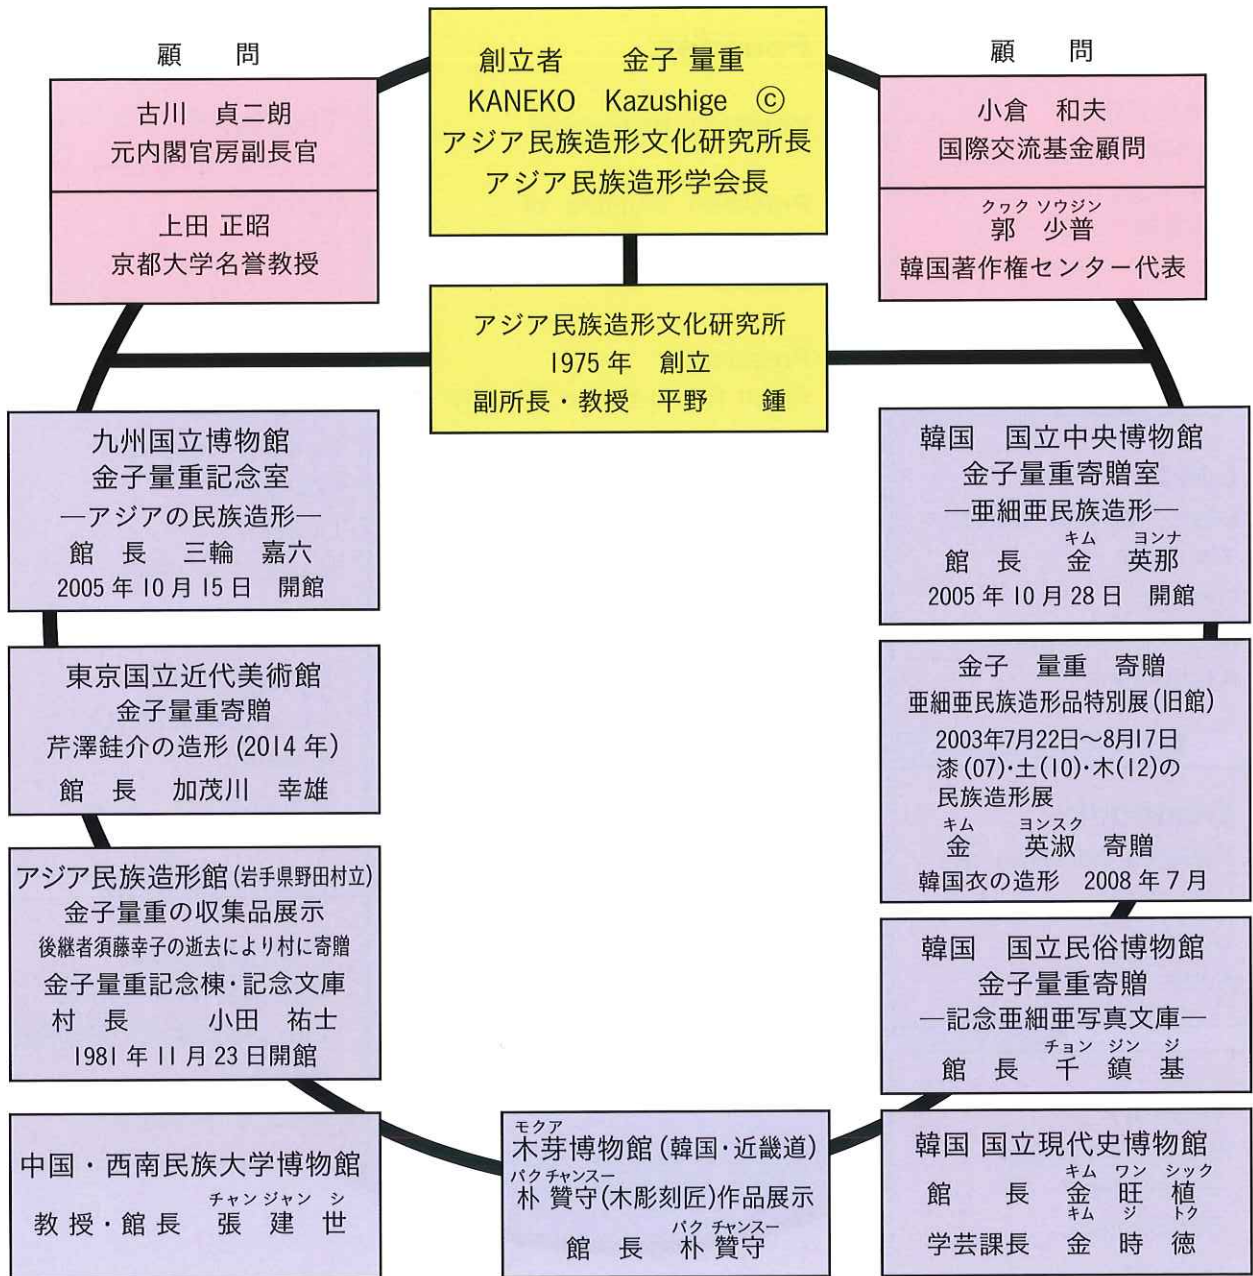 顧　問
古川　貞二朗
元内閣官房副長官
上田 正昭
京都大学名誉教授
創立者　　金子 量重
KANEKO　Kazushige　Ⓒ
アジア民族造形文化研究所長
アジア民族造形学会長
顧　問
小倉　和夫
国際交流基金顧問
クヮク ソウジン
郭　少普
韓国著作権センター代表
アジア民族造形文化研究所
1975年　創立
副所長・教授　平野　　鍾
九州国立博物館
金子量重記念室
―アジアの民族造形―
館　長　三輪　嘉六
2005年10月15日　開館
東京国立近代美術館
金子量重寄贈
芹澤銈介の造形(2014年)
館　長　加茂川　幸雄
アジア民族造形館(岩手県野田村立)
金子量重の収集品展示
後継者須藤幸子の逝去により村に寄贈
金子量重記念棟・記念文庫
村　長　　小田　祐士
1981年11月23日開館
中国・西南民族大学博物館
チャンジャン　シ
教授・館長　張　建　世
モクア
木芽博物館(韓国・近畿道)
パクチャンスー
朴 贊守(木彫刻匠)作品展示
パク チャンスー
館　長　朴 贊守
韓国　国立中央博物館
金子量重寄贈室
―亜細亜民族造形―
キム　ヨンナ
館　長　金　英那
2005年10月28日　開館
金子　量重　寄贈
亜細亜民族造形品特別展(旧館)
2003年7月22日～8月17日
漆(07)・土(10)・木(12)の
民族造形展
キム　ヨンスク
金　英淑　寄贈
韓国衣の造形　2008年7月
韓国　国立民俗博物館
金子量重寄贈
―記念亜細亜写真文庫―
チョン　ジン　ジ
館　長　千　鎮　基
韓国 国立現代史博物館
キム　ワン　シック
館　　長　金　旺　植
キム　ジ　トク
学芸課長　金　時　徳